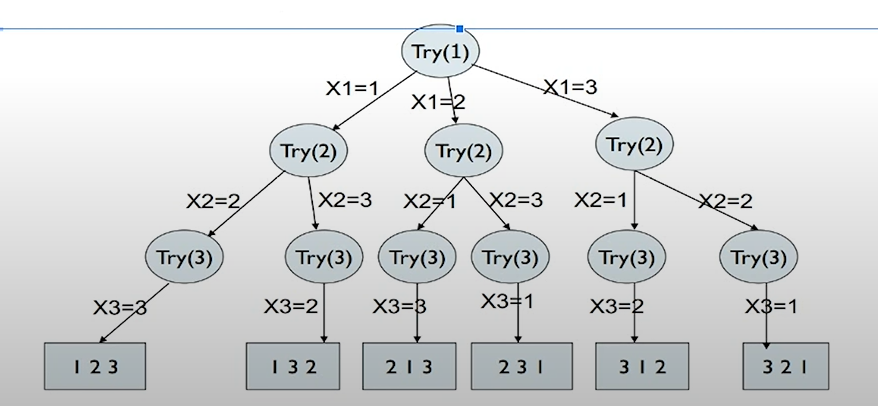 Try(1)
X1=1
X1=2
X1=3
Try(2)
Try(2)
Try(2)
X2=2
X2=3
X2=1
X2=3
X2=1
X2=2
Try(3)
Try(3)
Try(3)
Try(3)
Try(3)
Try(3)
X3=3
X3=2
X3=3
X3=1
X3=2
X3=1
1 2 3
1 3 2
2 1 3
2 3 1
3 1 2
3 2 1